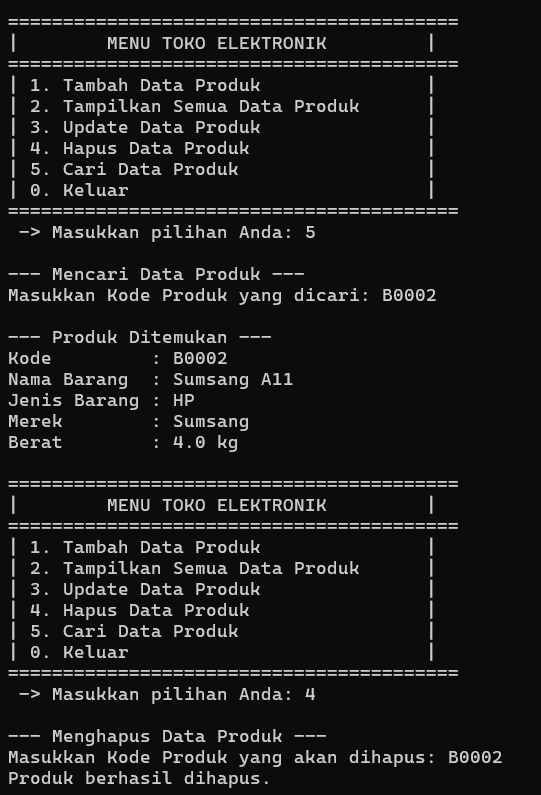 =========================================
|        MENU TOKO ELEKTRONIK         |
=========================================
| 1. Tambah Data Produk               |
| 2. Tampilkan Semua Data Produk      |
| 3. Update Data Produk               |
| 4. Hapus Data Produk                |
| 5. Cari Data Produk                 |
| 0. Keluar                           |
=========================================
 -> Masukkan pilihan Anda: 5

--- Mencari Data Produk ---
Masukkan Kode Produk yang dicari: B0002

--- Produk Ditemukan ---
Kode         : B0002
Nama Barang  : Sumsang A11
Jenis Barang : HP
Merek        : Sumsang
Berat        : 4.0 kg

=========================================
|        MENU TOKO ELEKTRONIK         |
=========================================
| 1. Tambah Data Produk               |
| 2. Tampilkan Semua Data Produk      |
| 3. Update Data Produk               |
| 4. Hapus Data Produk                |
| 5. Cari Data Produk                 |
| 0. Keluar                           |
=========================================
 -> Masukkan pilihan Anda: 4

--- Menghapus Data Produk ---
Masukkan Kode Produk yang akan dihapus: B0002
Produk berhasil dihapus.